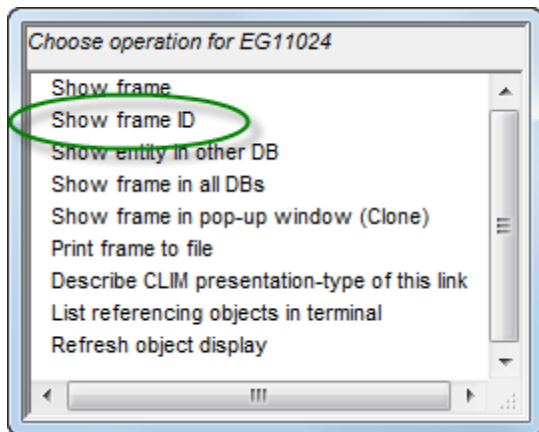 Choose operation for EG11024
Show frame
Show frame ID
Show entity in other DB
Show frame in all DBs
Show frame in pop-up window (Clone)
Print frame to file
Describe CLIM presentation-type of this link
List referencing objects in terminal
Refresh object display